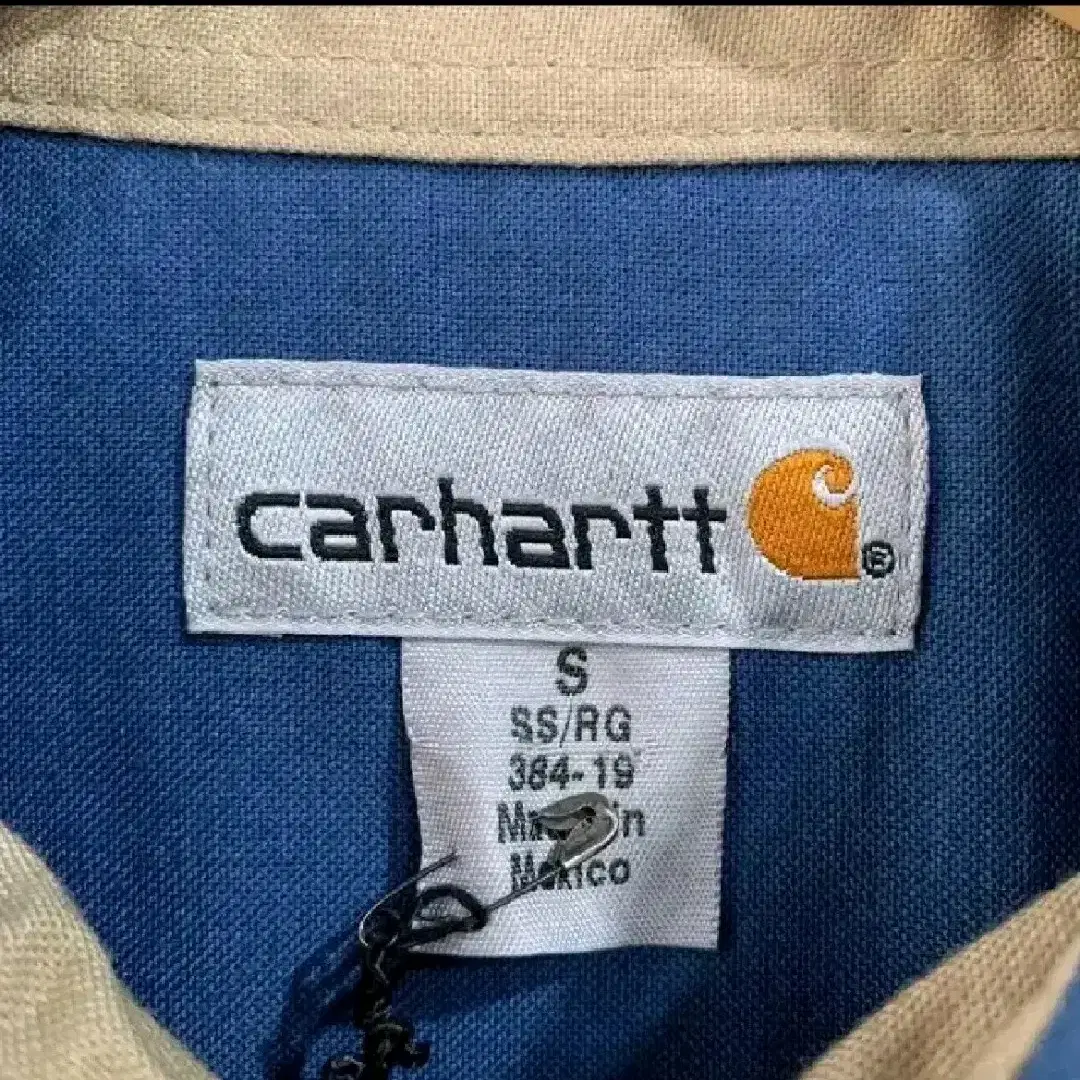 carhartt ®
S
SS/RG
384-19
Made in
Mexico